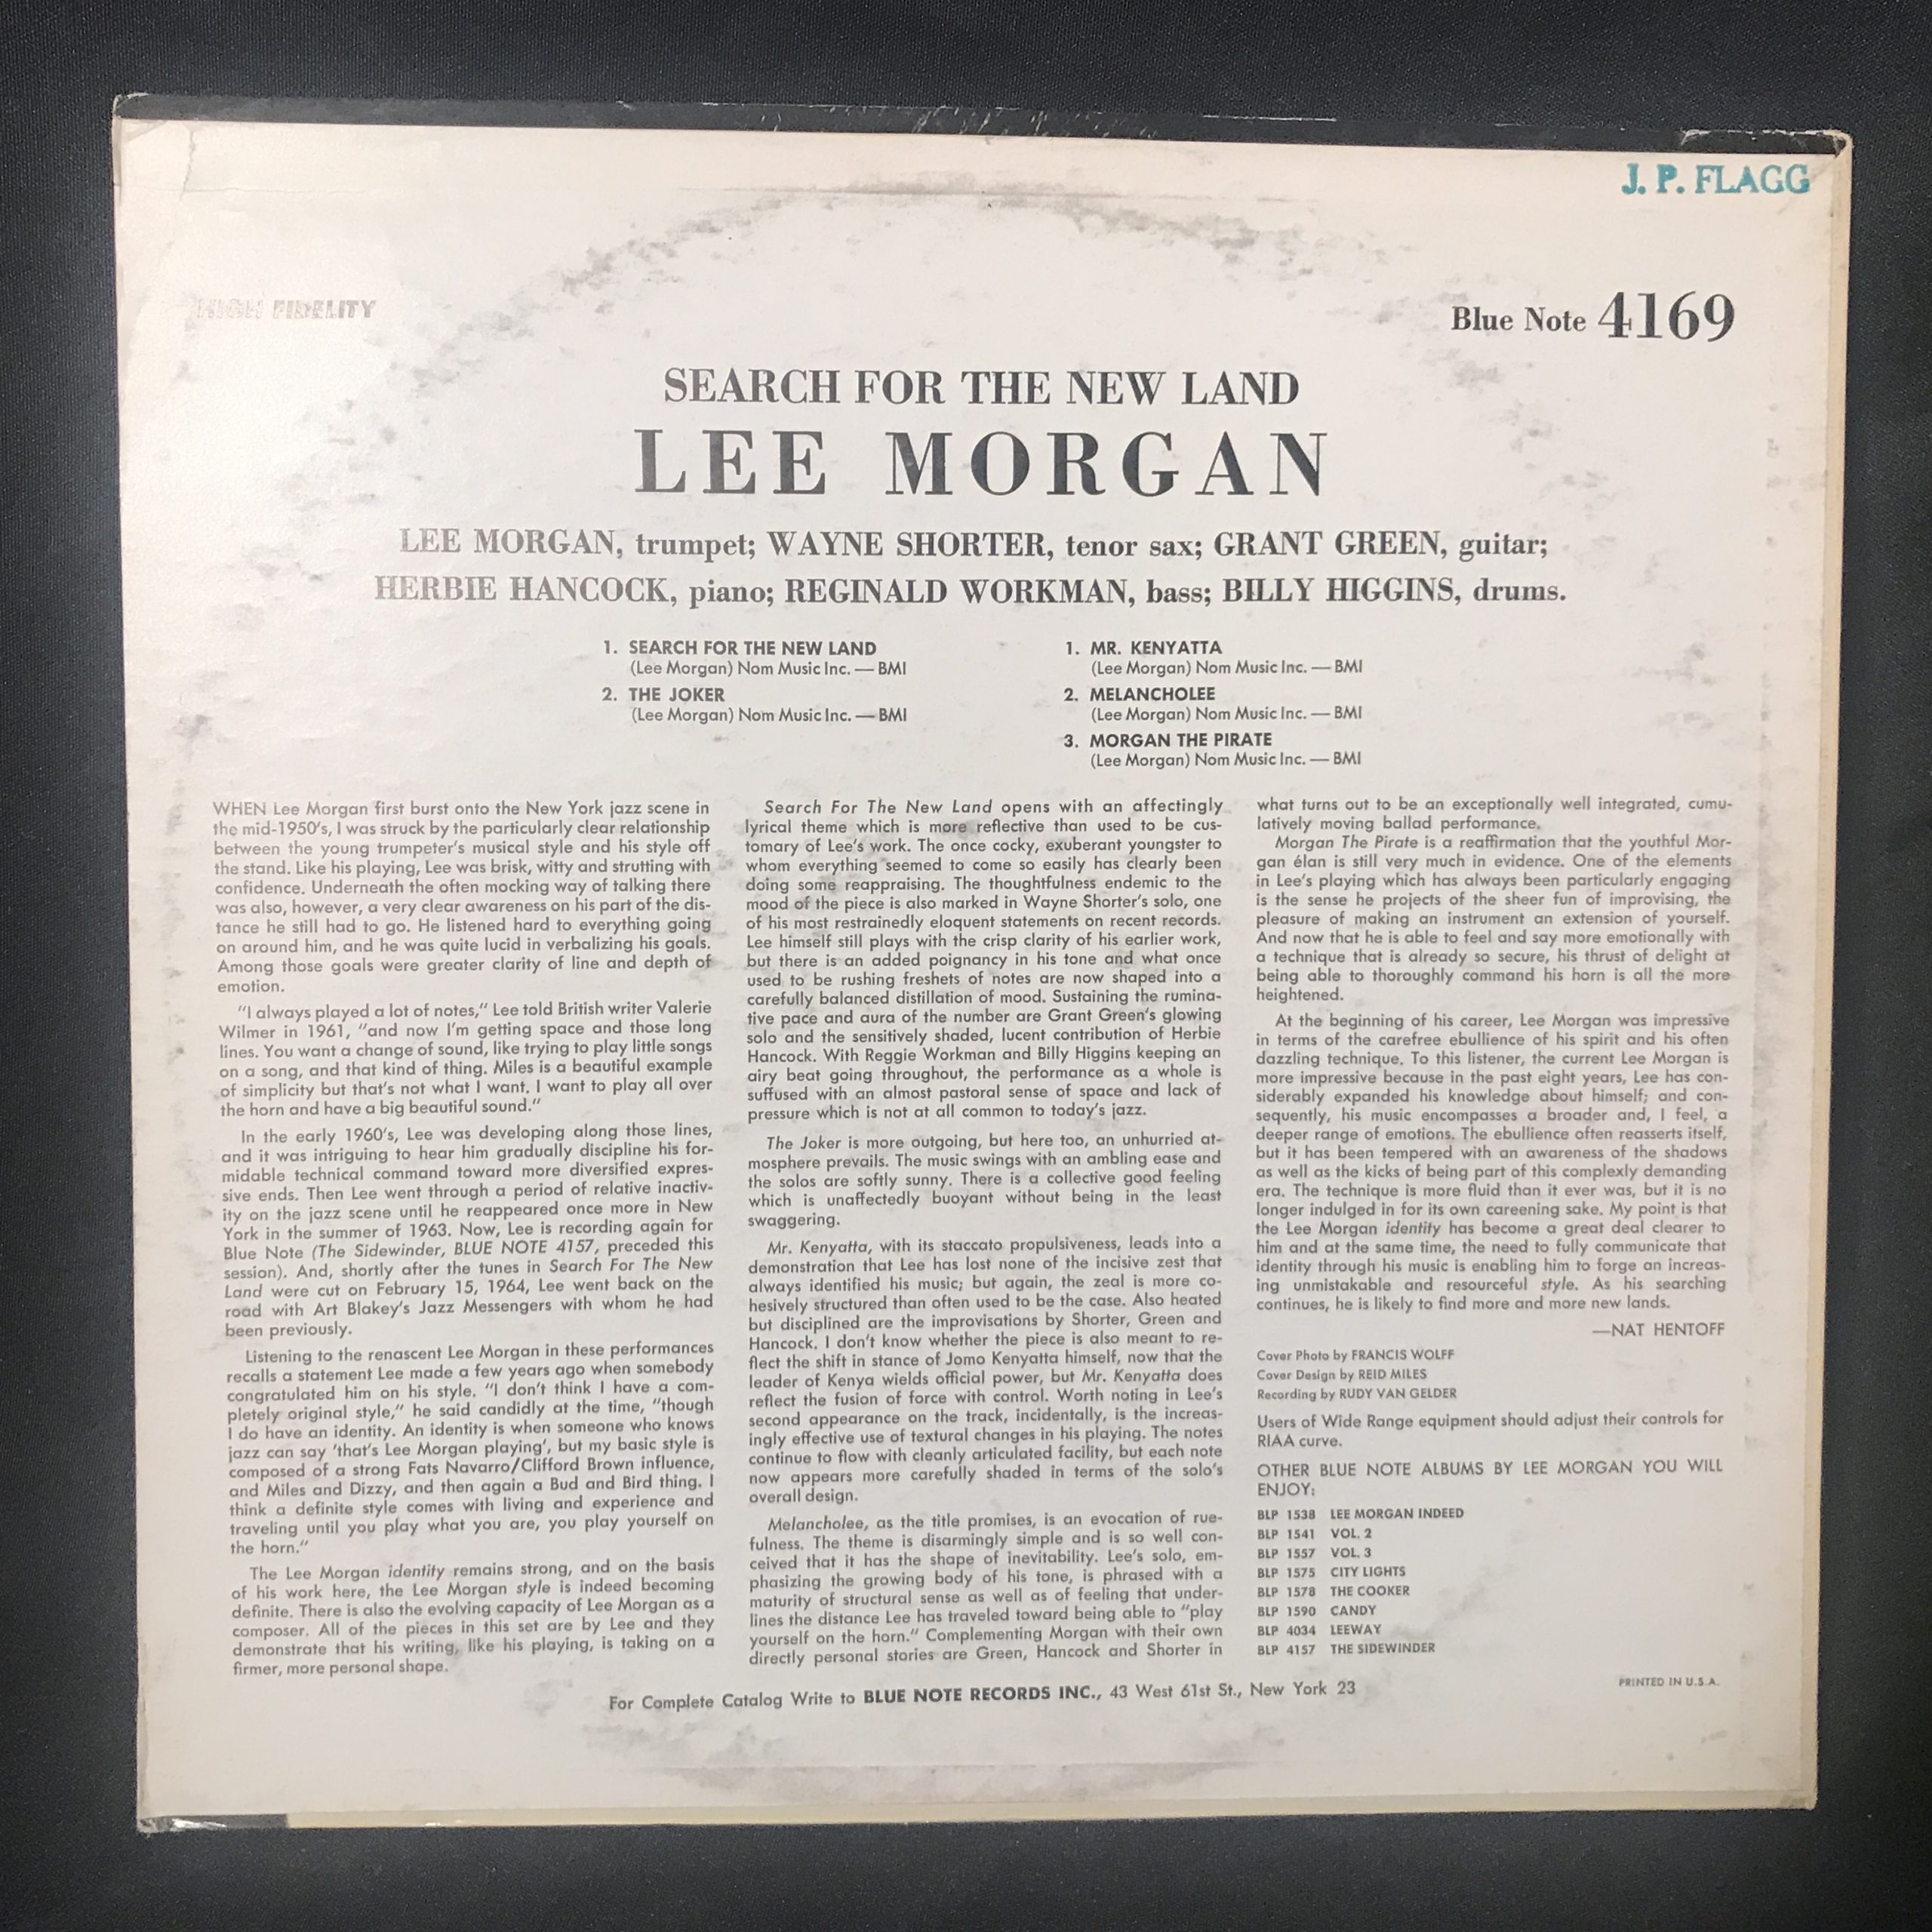 J. P. FLAGG
HIGH FIDELITY
Blue Note 4169
SEARCH FOR THE NEW LAND
LEE MORGAN
LEE MORGAN, trumpet; WAYNE SHORTER, tenor sax; GRANT GREEN, guitar;
HERBIE HANCOCK, piano; REGINALD WORKMAN, bass; BILLY HIGGINS, drums.
1. SEARCH FOR THE NEW LAND
(Lee Morgan) Nom Music Inc. — BMI
2. THE JOKER
(Lee Morgan) Nom Music Inc. — BMI
1. MR. KENYATTA
(Lee Morgan) Nom Music Inc. — BMI
2. MELANCHOLEE
(Lee Morgan) Nom Music Inc. — BMI
3. MORGAN THE PIRATE
(Lee Morgan) Nom Music Inc. — BMI
WHEN Lee Morgan first burst onto the New York jazz scene in
the mid-1950's, I was struck by the particularly clear relationship
between the young trumpeter's musical style and his style off
the stand. Like his playing, Lee was brisk, witty and strutting with
confidence. Underneath the often mocking way of talking there
was also, however, a very clear awareness on his part of the dis-
tance he still had to go. He listened hard to everything going
on around him, and he was quite lucid in verbalizing his goals.
Among those goals were greater clarity of line and depth of
emotion.
"I always played a lot of notes," Lee told British writer Valerie
Wilmer in 1961, "and now I'm getting space and those long
lines. You want a change of sound, like trying to play little songs
on a song, and that kind of thing. Miles is a beautiful example
of simplicity but that's not what I want. I want to play all over
the horn and have a big beautiful sound."
In the early 1960's, Lee was developing along those lines,
and it was intriguing to hear him gradually discipline his for-
midable technical command toward more diversified expres-
sive ends. Then Lee went through a period of relative inactiv-
ity on the jazz scene until he reappeared once more in New
York in the summer of 1963. Now, Lee is recording again for
Blue Note (The Sidewinder, BLUE NOTE 4157, preceded this
session). And, shortly after the tunes in Search For The New
Land were cut on February 15, 1964, Lee went back on the
road with Art Blakey's Jazz Messengers with whom he had
been previously.
Listening to the renascent Lee Morgan in these performances
recalls a statement Lee made a few years ago when somebody
congratulated him on his style. "I don't think I have a com-
pletely original style," he said candidly at the time, "though
I do have an identity. An identity is when someone who knows
jazz can say 'that's Lee Morgan playing', but my basic style is
composed of a strong Fats Navarro/Clifford Brown influence,
and Miles and Dizzy, and then again a Bud and Bird thing. I
think a definite style comes with living and experience and
traveling until you play what you are, you play yourself on
the horn."
The Lee Morgan identity remains strong, and on the basis
of his work here, the Lee Morgan style is indeed becoming
definite. There is also the evolving capacity of Lee Morgan as a
composer. All of the pieces in this set are by Lee and they
demonstrate that his writing, like his playing, is taking on a
firmer, more personal shape.
Search For The New Land opens with an affectingly
lyrical theme which is more reflective than used to be cus-
tomary of Lee's work. The once cocky, exuberant youngster to
whom everything seemed to come so easily has clearly been
doing some reappraising. The thoughtfulness endemic to the
mood of the piece is also marked in Wayne Shorter's solo, one
of his most restrainedly eloquent statements on recent records.
Lee himself still plays with the crisp clarity of his earlier work,
but there is an added poignancy in his tone and what once
used to be rushing freshets of notes are now shaped into a
carefully balanced distillation of mood. Sustaining the rumina-
tive pace and aura of the number are Grant Green's glowing
solo and the sensitively shaded, lucent contribution of Herbie
Hancock. With Reggie Workman and Billy Higgins keeping an
airy beat going throughout, the performance as a whole is
suffused with an almost pastoral sense of space and lack of
pressure which is not at all common to today's jazz.
The Joker is more outgoing, but here too, an unhurried at-
mosphere prevails. The music swings with an ambling ease and
the solos are softly sunny. There is a collective good feeling
which is unaffectedly buoyant without being in the least
swaggering.
Mr. Kenyatta, with its staccato propulsiveness, leads into a
demonstration that Lee has lost none of the incisive zest that
always identified his music; but again, the zeal is more co-
hesively structured than often used to be the case. Also heated
but disciplined are the improvisations by Shorter, Green and
Hancock. I don't know whether the piece is also meant to re-
flect the shift in stance of Jomo Kenyatta himself, now that the
leader of Kenya wields official power, but Mr. Kenyatta does
reflect the fusion of force with control. Worth noting in Lee's
second appearance on the track, incidentally, is the increas-
ingly effective use of textural changes in his playing. The notes
continue to flow with cleanly articulated facility, but each note
now appears more carefully shaded in terms of the solo's
overall design.
Melancholee, as the title promises, is an evocation of rue-
fulness. The theme is disarmingly simple and is so well con-
ceived that it has the shape of inevitability. Lee's solo, em-
phasizing the growing body of his tone, is phrased with a
maturity of structural sense as well as of feeling that under-
lines the distance Lee has traveled toward being able to "play
yourself on the horn." Complementing Morgan with their own
directly personal stories are Green, Hancock and Shorter in
what turns out to be an exceptionally well integrated, cumu-
latively moving ballad performance.
Morgan The Pirate is a reaffirmation that the youthful Mor-
gan élan is still very much in evidence. One of the elements
in Lee's playing which has always been particularly engaging
is the sense he projects of the sheer fun of improvising, the
pleasure of making an instrument an extension of yourself.
And now that he is able to feel and say more emotionally with
a technique that is already so secure, his thrust of delight at
being able to thoroughly command his horn is all the more
heightened.
At the beginning of his career, Lee Morgan was impressive
in terms of the carefree ebullience of his spirit and his often
dazzling technique. To this listener, the current Lee Morgan is
more impressive because in the past eight years, Lee has con-
siderably expanded his knowledge about himself; and con-
sequently, his music encompasses a broader and, I feel, a
deeper range of emotions. The ebullience often reasserts itself,
but it has been tempered with an awareness of the shadows
as well as the kicks of being part of this complexly demanding
era. The technique is more fluid than it ever was, but it is no
longer indulged in for its own careening sake. My point is that
the Lee Morgan identity has become a great deal clearer to
him and at the same time, the need to fully communicate that
identity through his music is enabling him to forge an increas-
ing unmistakable and resourceful style. As his searching
continues, he is likely to find more and more new lands.
—NAT HENTOFF
Cover Photo by FRANCIS WOLFF
Cover Design by REID MILES
Recording by RUDY VAN GELDER
Users of Wide Range equipment should adjust their controls for
RIAA curve.
OTHER BLUE NOTE ALBUMS BY LEE MORGAN YOU WILL
ENJOY:
BLP 1538 LEE MORGAN INDEED
BLP 1541 VOL. 2
BLP 1557 VOL. 3
BLP 1575 CITY LIGHTS
BLP 1578 THE COOKER
BLP 1590 CANDY
BLP 4034 LEEWAY
BLP 4157 THE SIDEWINDER
For Complete Catalog Write to BLUE NOTE RECORDS INC., 43 West 61st St., New York 23
PRINTED IN U.S.A.